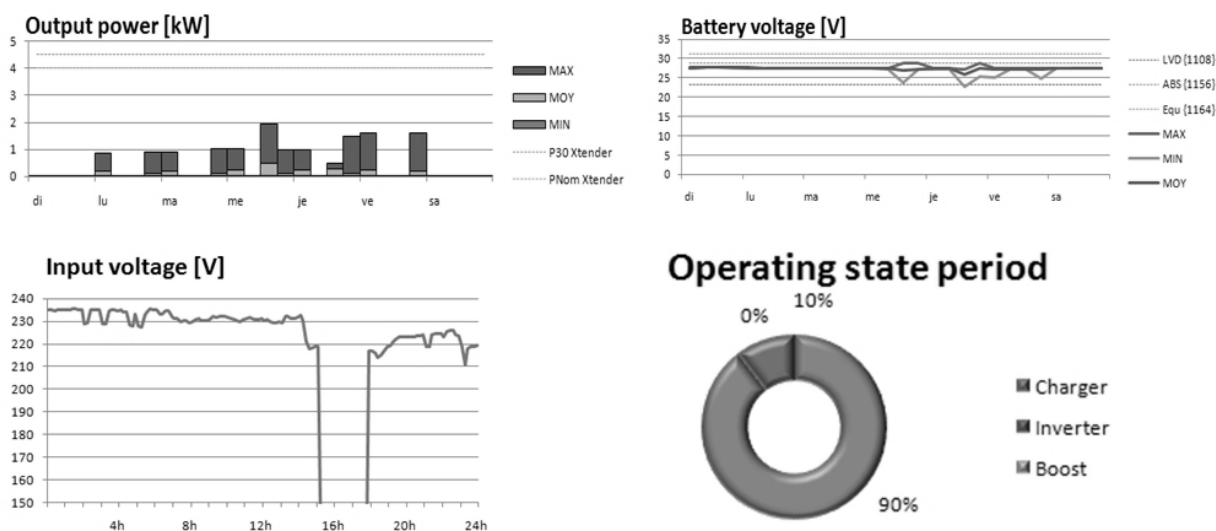 Output power [kW]
5
4
3
2
1
0
di lu ma me je ve sa
MAX
MOY
MIN
P30 Xtender
PNom Xtender
Battery voltage [V]
35
30
25
20
15
10
5
0
di lu ma me je ve sa
LVD {1108}
ABS {1156}
Equ {1164}
MAX
MIN
MOY
Input voltage [V]
240
230
220
210
200
190
180
170
160
150
4h 8h 12h 16h 20h 24h
Operating state period
10%
0%
90%
Charger
Inverter
Boost